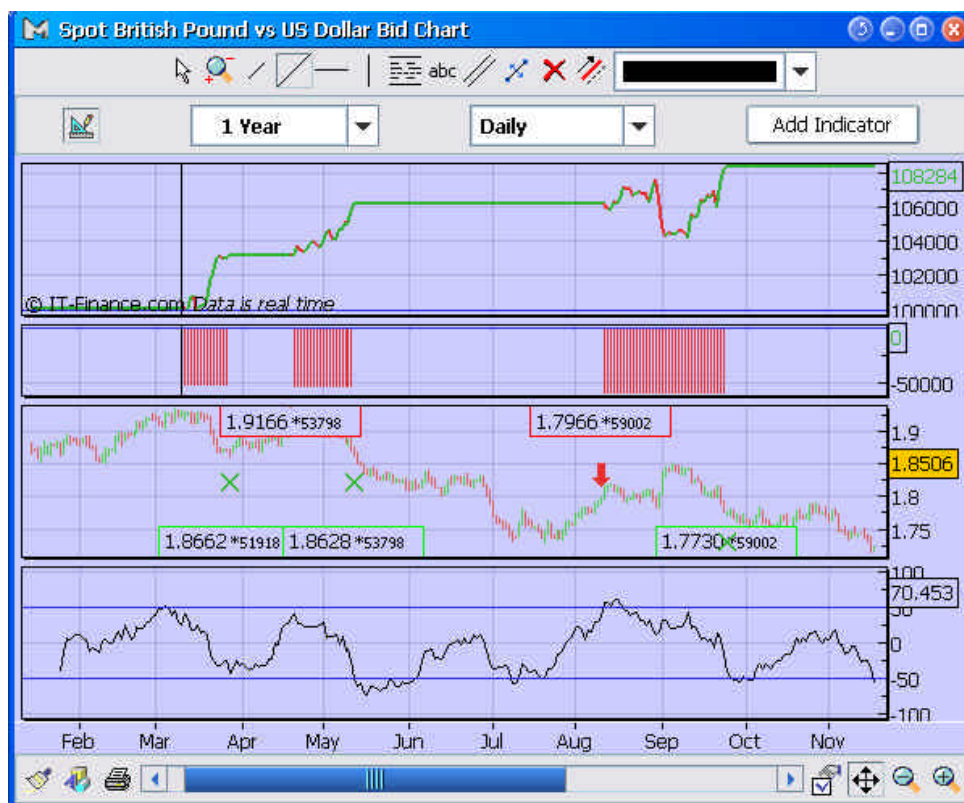 Spot British Pound vs US Dollar Bid Chart
abc
1 Year Daily Add Indicator
108284
106000
104000
102000
100000
© IT-Finance.com Data is real time
0
-50000
1.9166 *53798 1.7966 *59002
1.9
1.8506
1.8
1.75
1.8662 *51918 1.8628 *53798 1.7730 *59002
100
70.453
50
0
-50
-100
Feb Mar Apr May Jun Jul Aug Sep Oct Nov